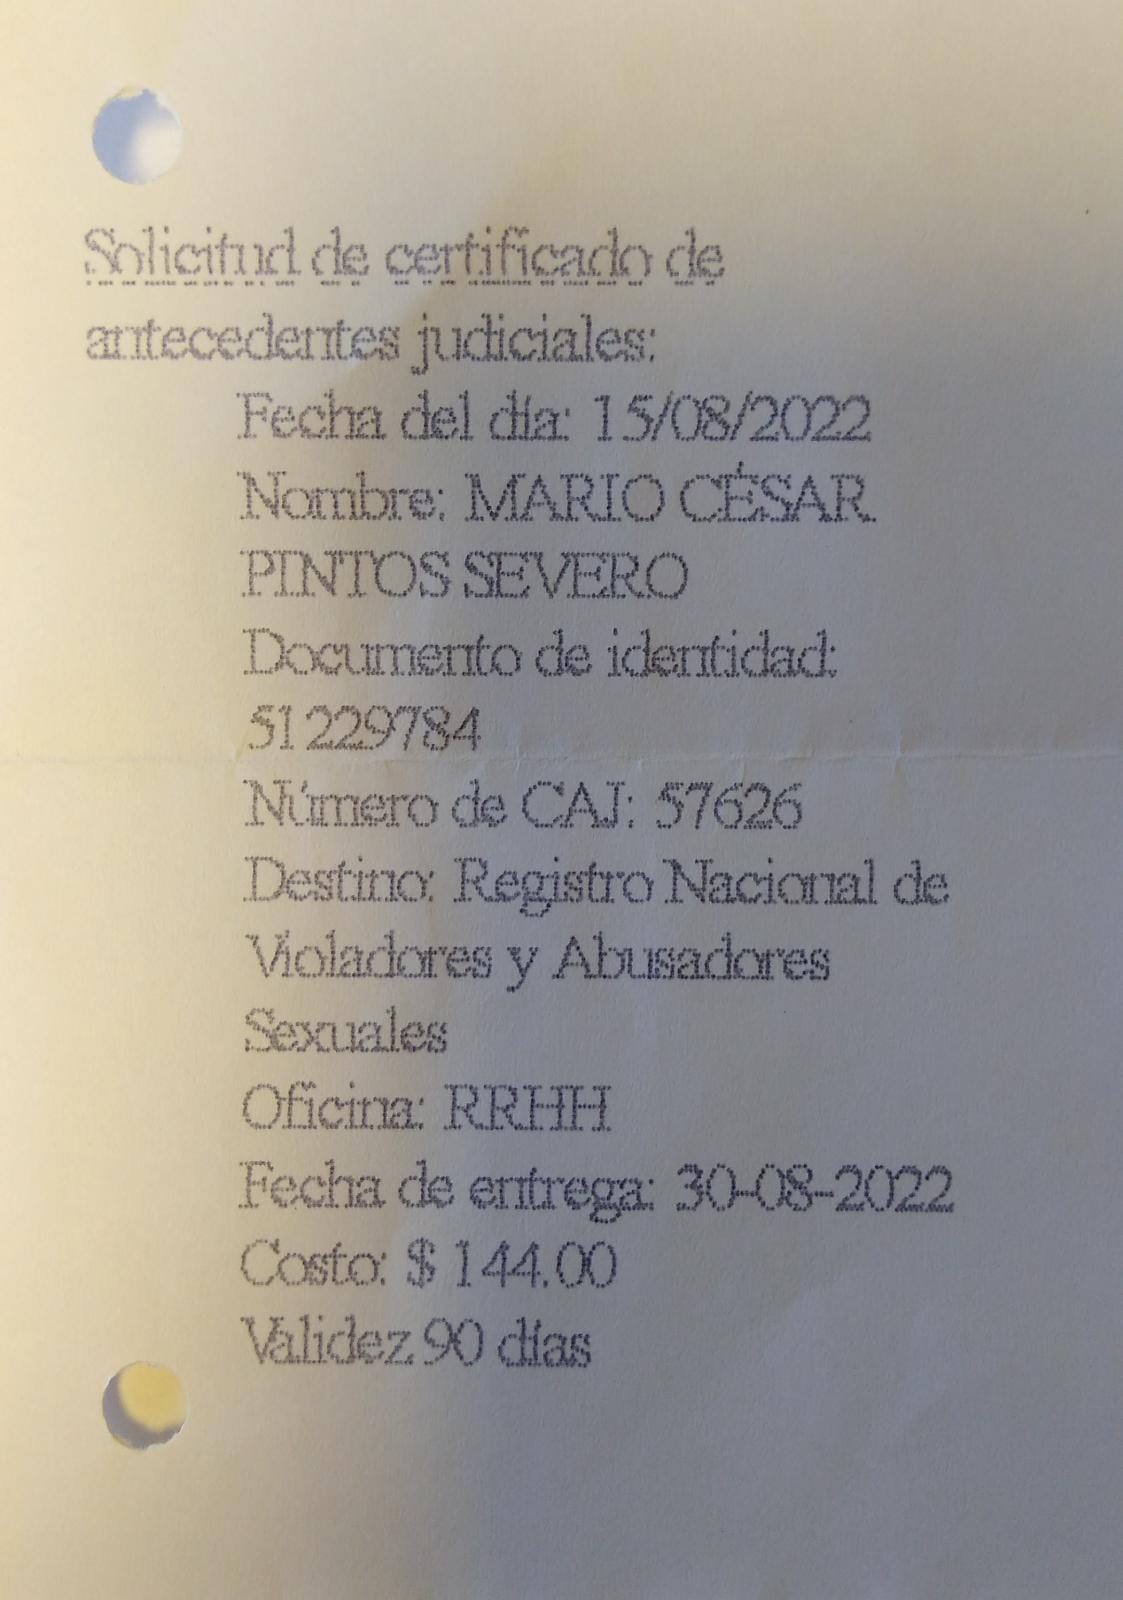 Solicitud de certificado de
antecedentes judiciales:
Fecha del día: 15/08/2022
Nombre: MARIO CÉSAR
PINTOS SEVERO
Documento de identidad:
51229784
Número de CAJ: 57626
Destino: Registro Nacional de
Violadores y Abusadores
Sexuales
Oficina: RRHH
Fecha de entrega: 30-08-2022
Costo: $ 144.00
Validez 90 días